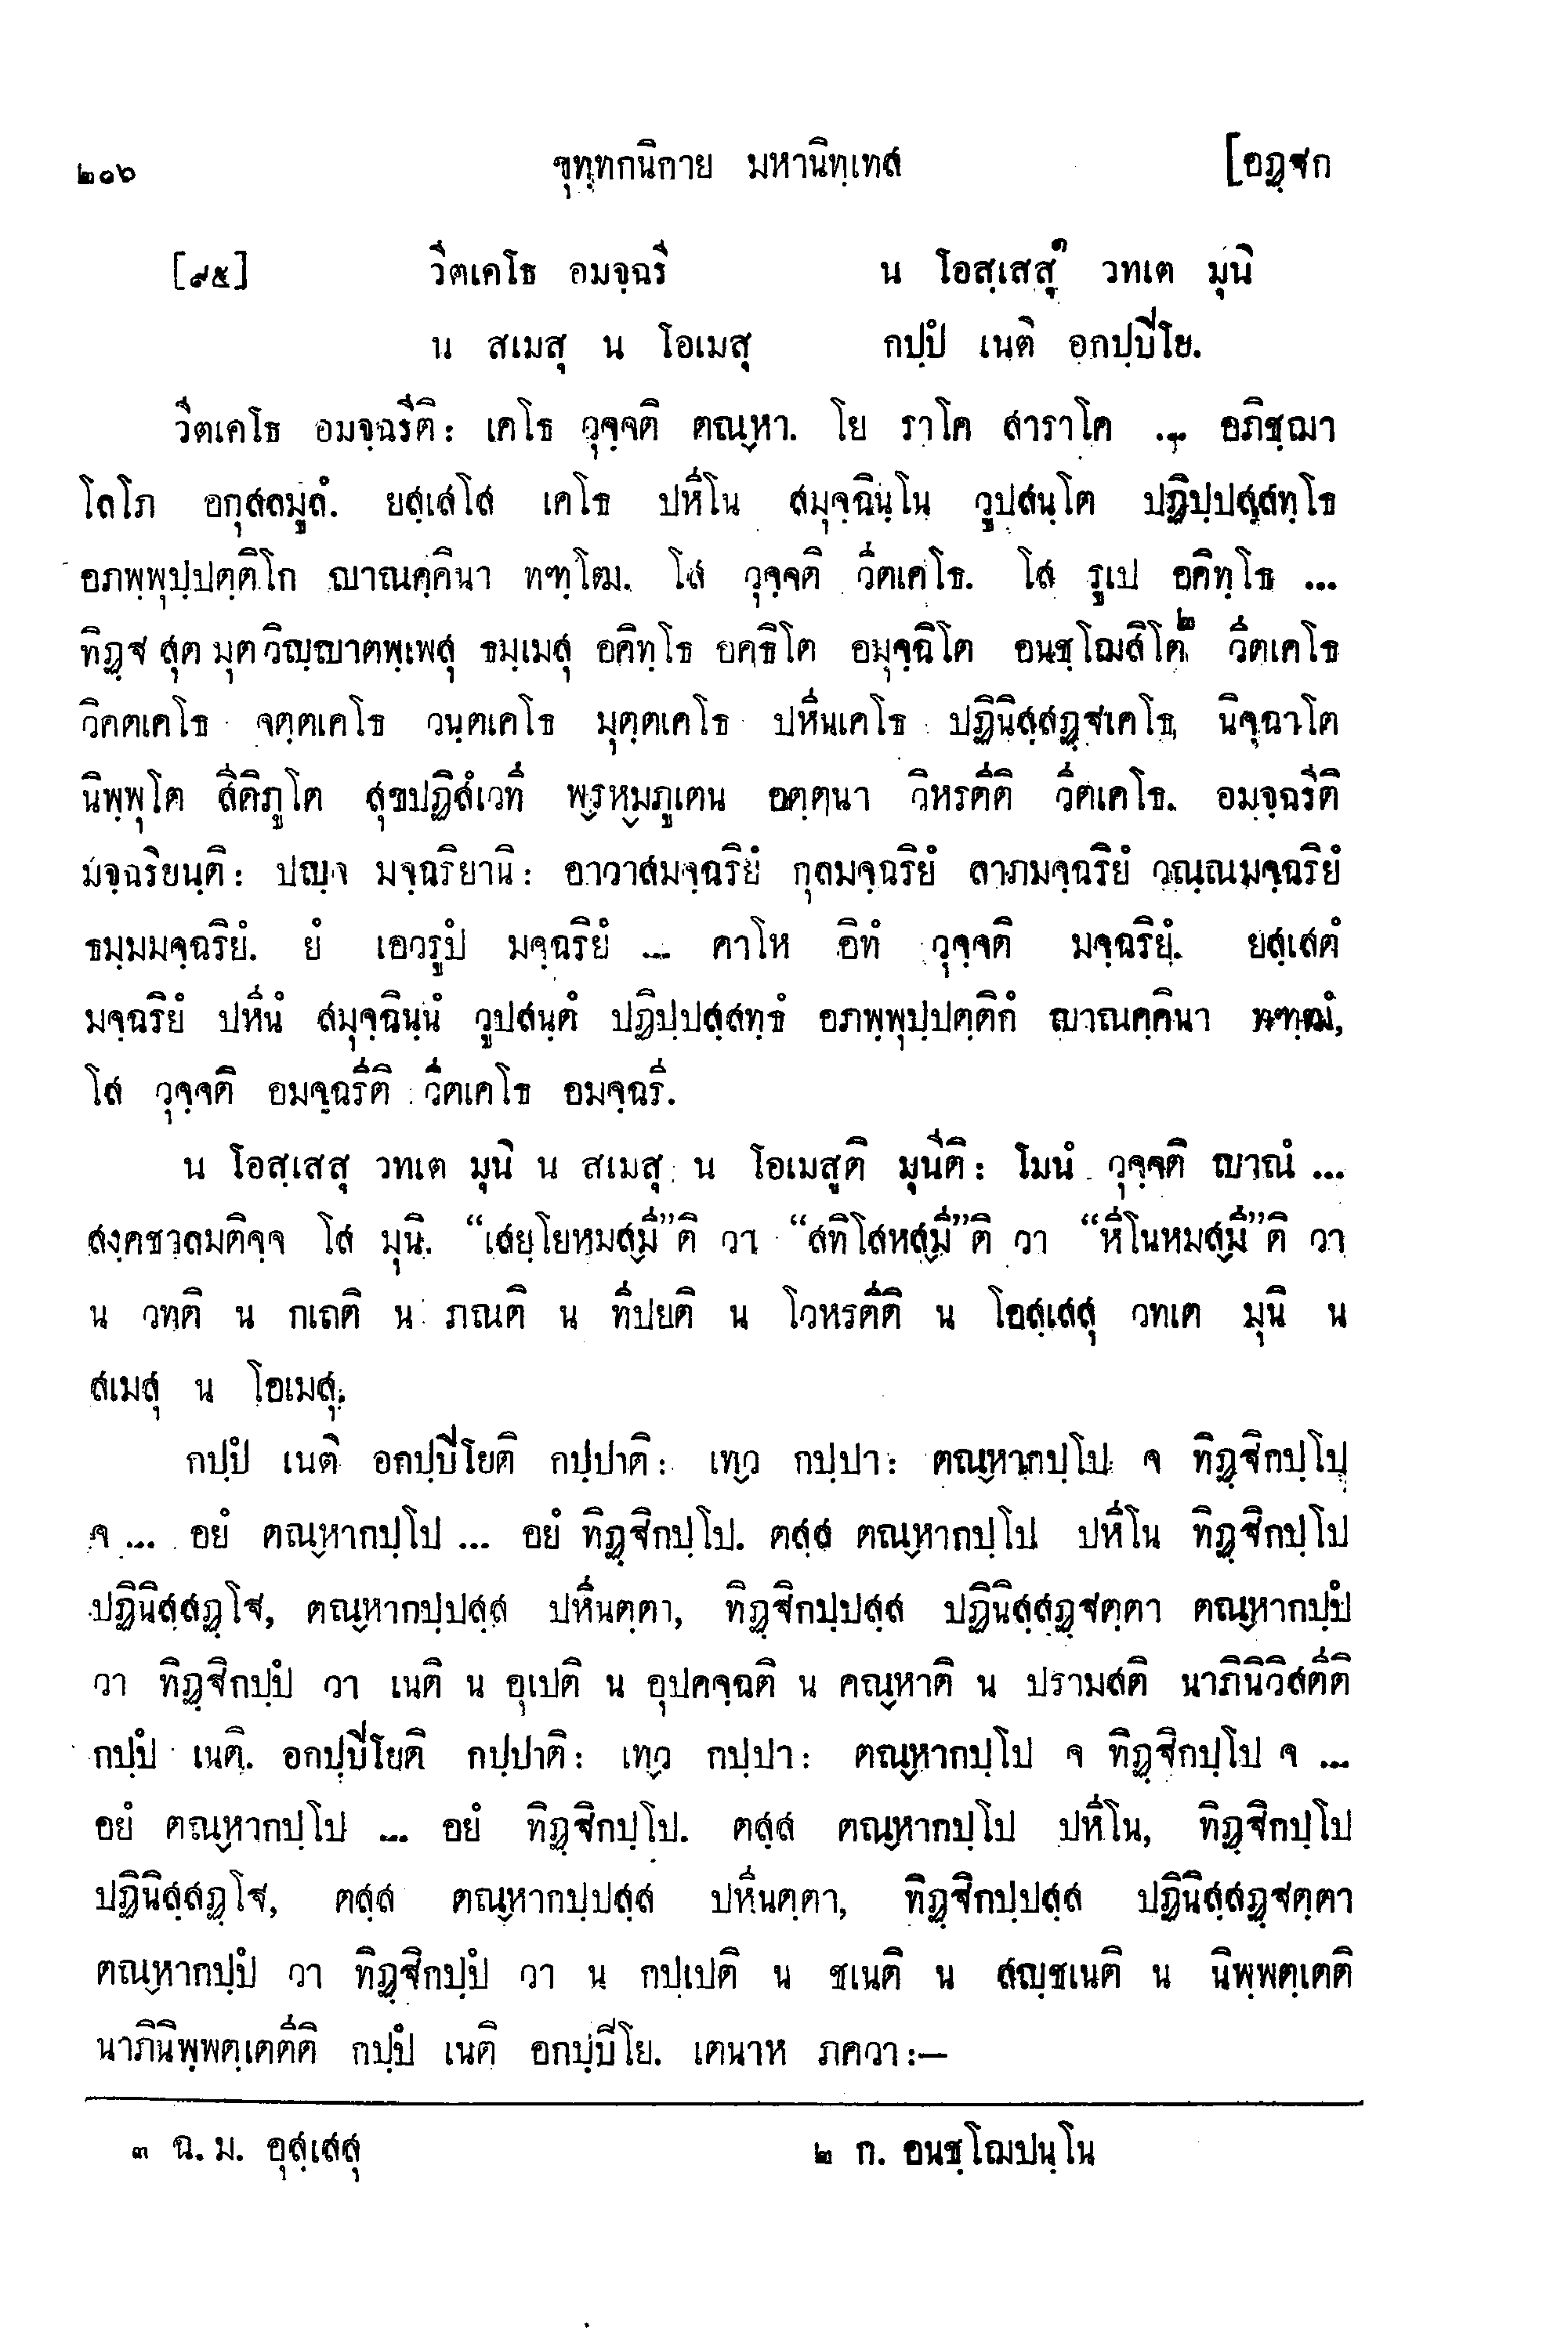 ๒๐๖ ขุทฺทกนิกาย มหานิทฺเทส [อฏฺฐก
[๙๕] วีตเคโธ อมจฺฉรี น โอสฺเสสุ๑ วทเต มุนิ
น สเมสุ น โอเมสุ กปฺปํ เนติ อกปฺปิโย.
วีตเคโธ อมจฺฉรีติ: เคโธ วุจฺจติ ตณฺหา. โย ราโค สาราโค ... อภิชฺฌา
โลโภ อกุสลมูลํ. ยสฺเสโส เคโธ ปหีโน สมุจฺฉินฺโน วูปสนฺโต ปฏิปฺปสฺสทฺโธ
อภพฺพุปฺปตฺติโก ญาณคฺคินา ทฑฺโฒ. โส วุจฺจติ วีตเคโธ. โส รูเป อคิทฺโธ ...
ทิฏฺฐ สุต มุต วิญฺญาตพฺเพสุ ธมฺเมสุ อคิทฺโธ อคธิโต อมุจฺฉิโต อนชฺโฌสิโต๒ วีตเคโธ
วิคตเคโธ จตฺตเคโธ วนฺตเคโธ มุตฺตเคโธ ปหีนเคโธ ปฏินิสฺสฏฺฐเคโธ, นิจฺฉาโต
นิพฺพุโต สีติภูโต สุขปฏิสํเวที พฺรหฺมภูเตน อตฺตนา วิหรตีติ วีตเคโธ. อมจฺฉรีติ
มจฺฉริยนฺติ: ปญฺจ มจฺฉริยานิ: อาวาสมจฺฉริยํ กุลมจฺฉริยํ ลาภมจฺฉริยํ วณฺณมจฺฉริยํ
ธมฺมมจฺฉริยํ. ยํ เอวรูปํ มจฺฉริยํ ... คาโห อิทํ วุจฺจติ มจฺฉริยํ. ยสฺเสตํ
มจฺฉริยํ ปหีนํ สมุจฺฉินฺนํ วูปสนฺตํ ปฏิปฺปสฺสทฺธํ อภพฺพุปฺปตฺติกํ ญาณคฺคินา ทฑฺฒํ,
โส วุจฺจติ อมจฺฉรีติ วีตเคโธ อมจฺฉรี.
น โอสฺเสสุ วทเต มุนิ น สเมสุ น โอเมสูติ มุนีติ: โมนํ วุจฺจติ ญาณํ ...
สงฺคชาลมติจฺจ โส มุนิ. “เสยฺโยหมสฺมี”ติ วา “สทิโสหสฺมี”ติ วา “หีโนหมสฺมี”ติ วา
น วทติ น กเถติ น ภณติ น ทีปยติ น โวหรตีติ น โอสฺเสสุ วทเต มุนิ น
สเมสุ น โอเมสุ.
กปฺปํ เนติ อกปฺปิโยติ กปฺปาติ: เทฺว กปฺปา: ตณฺหากปฺโป จ ทิฏฺฐิกปฺโป
จ ... อยํ ตณฺหากปฺโป ... อยํ ทิฏฺฐิกปฺโป. ตสฺส ตณฺหากปฺโป ปหีโน ทิฏฺฐิกปฺโป
ปฏินิสฺสฏฺโฐ, ตณฺหากปฺปสฺส ปหีนตฺตา, ทิฏฺฐิกปฺปสฺส ปฏินิสฺสฏฺฐตฺตา ตณฺหากปฺปํ
วา ทิฏฺฐิกปฺปํ วา เนติ น อุเปติ น อุปคจฺฉติ น คณฺหาติ น ปรามสติ นาภินิวิสตีติ
กปฺปํ เนติ. อกปฺปิโยติ กปฺปาติ: เทฺว กปฺปา: ตณฺหากปฺโป จ ทิฏฺฐิกปฺโป จ ...
อยํ ตณฺหากปฺโป ... อยํ ทิฏฺฐิกปฺโป. ตสฺส ตณฺหากปฺโป ปหีโน, ทิฏฺฐิกปฺโป
ปฏินิสฺสฏฺโฐ, ตสฺส ตณฺหากปฺปสฺส ปหีนตฺตา, ทิฏฺฐิกปฺปสฺส ปฏินิสฺสฏฺฐตฺตา
ตณฺหากปฺปํ วา ทิฏฺฐิกปฺปํ วา น กปฺเปติ น ชเนติ น สญฺชเนติ น นิพฺพตฺเตติ
นาภินิพฺพตฺเตตีติ กปฺปํ เนติ อกปฺปิโย. เตนาห ภควา:—
๑ ฉ. ม. อุสฺเสสุ ๒ ก. อนชฺโฌปนฺโน